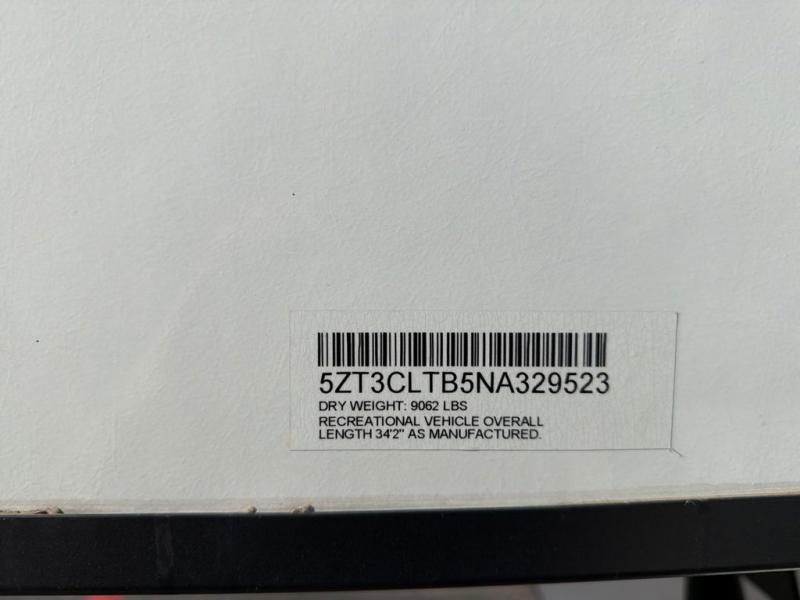 5ZT3CLTB5NA329523
DRY WEIGHT: 9062 LBS
RECREATIONAL VEHICLE OVERALL
LENGTH 34'2" AS MANUFACTURED.